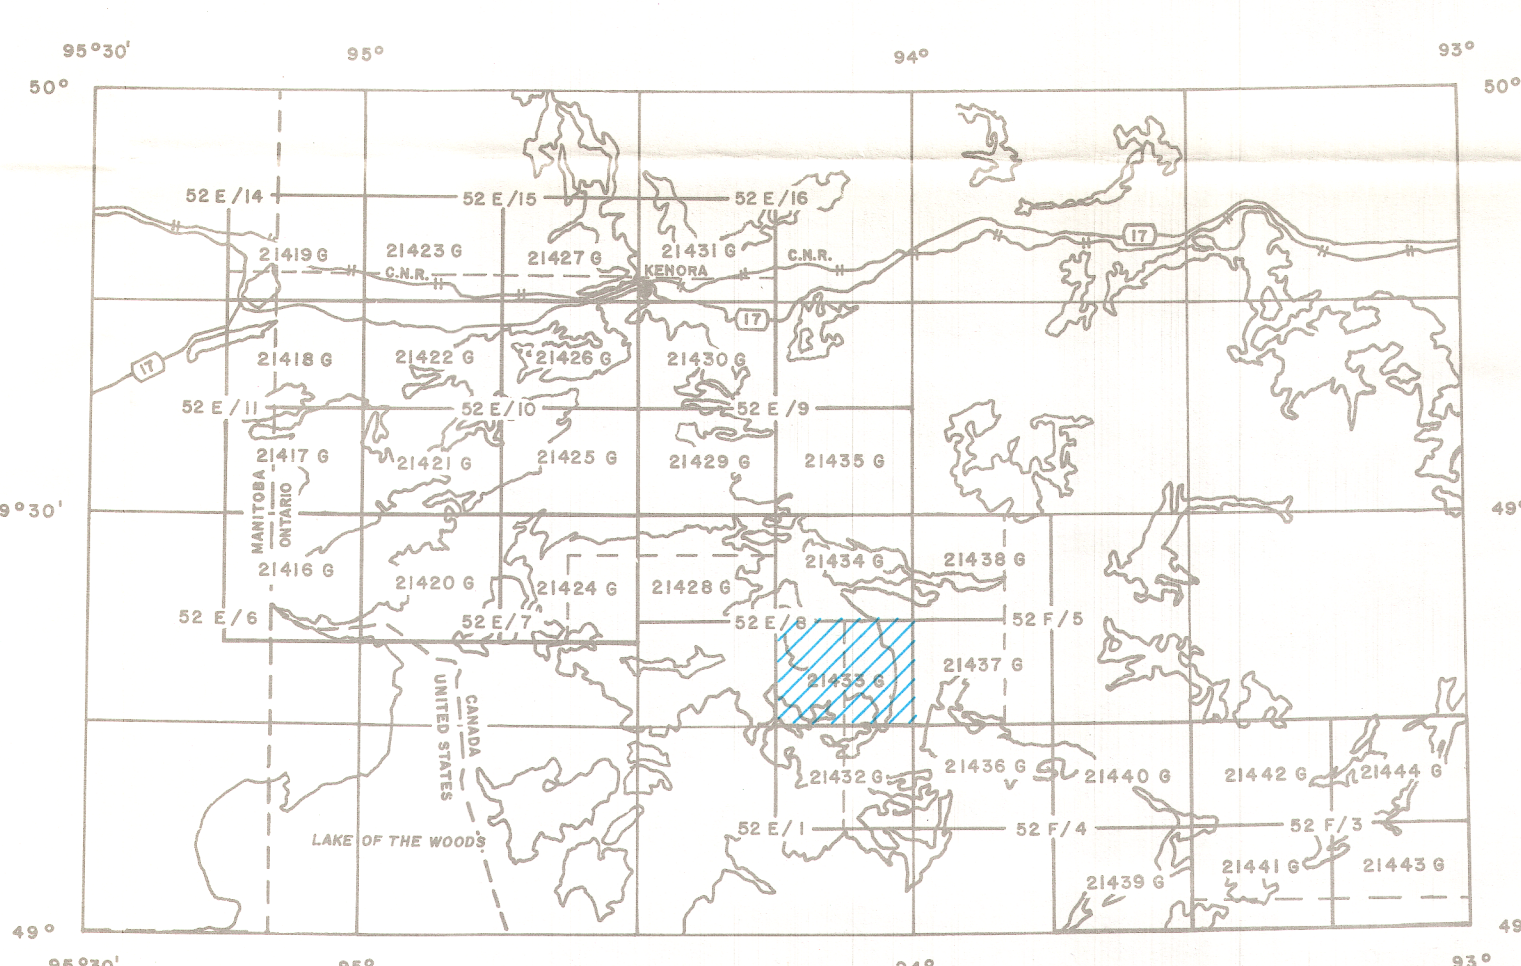 95°30'
95°
94°
93°
50°
50°
52 E/14
52 E/15
52 E/16
21419 G
21423 G
21427 G
21431 G
C.N.R.
17
C.N.R.
KENORA
17
17
21418 G
21422 G
21426 G
21430 G
52 E/11
52 E/10
52 E/9
21417 G
21421 G
21425 G
21429 G
21435 G
9°30'
49°
MANITOBA
ONTARIO
21416 G
21420 G
21424 G
21428 G
21434 G
21438 G
52 E/6
52 E/7
52 E/8
52 F/5
21433 G
21437 G
CANADA
UNITED STATES
21432 G
21436 G
21440 G
21442 G
21444 G
LAKE OF THE WOODS
52 E/1
52 F/4
52 F/3
21439 G
21441 G
21443 G
49°
49
95°30'
95°
94°
93°